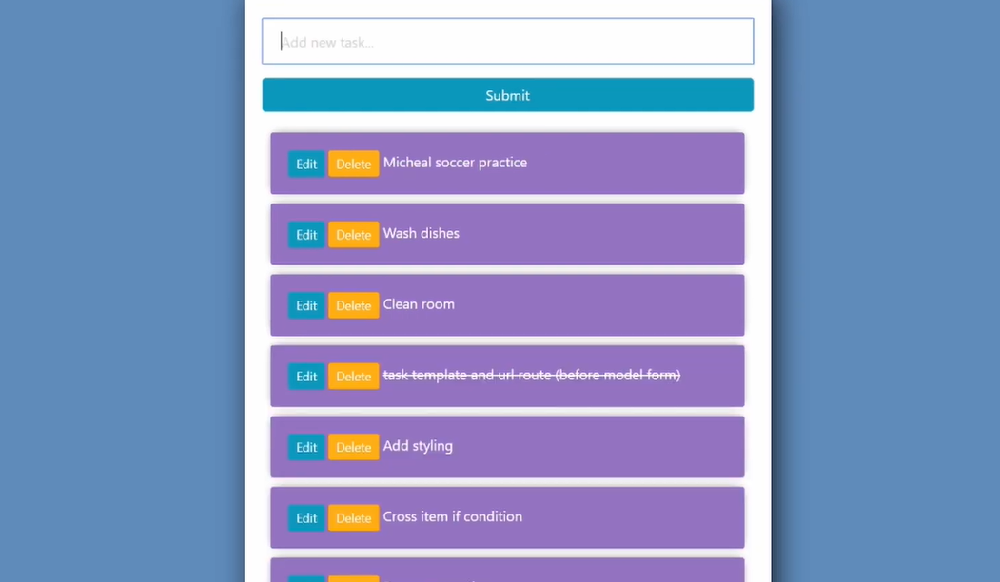 Add new task...
Submit
Edit Delete Micheal soccer practice
Edit Delete Wash dishes
Edit Delete Clean room
Edit Delete task template and url route (before model form)
Edit Delete Add styling
Edit Delete Cross item if condition